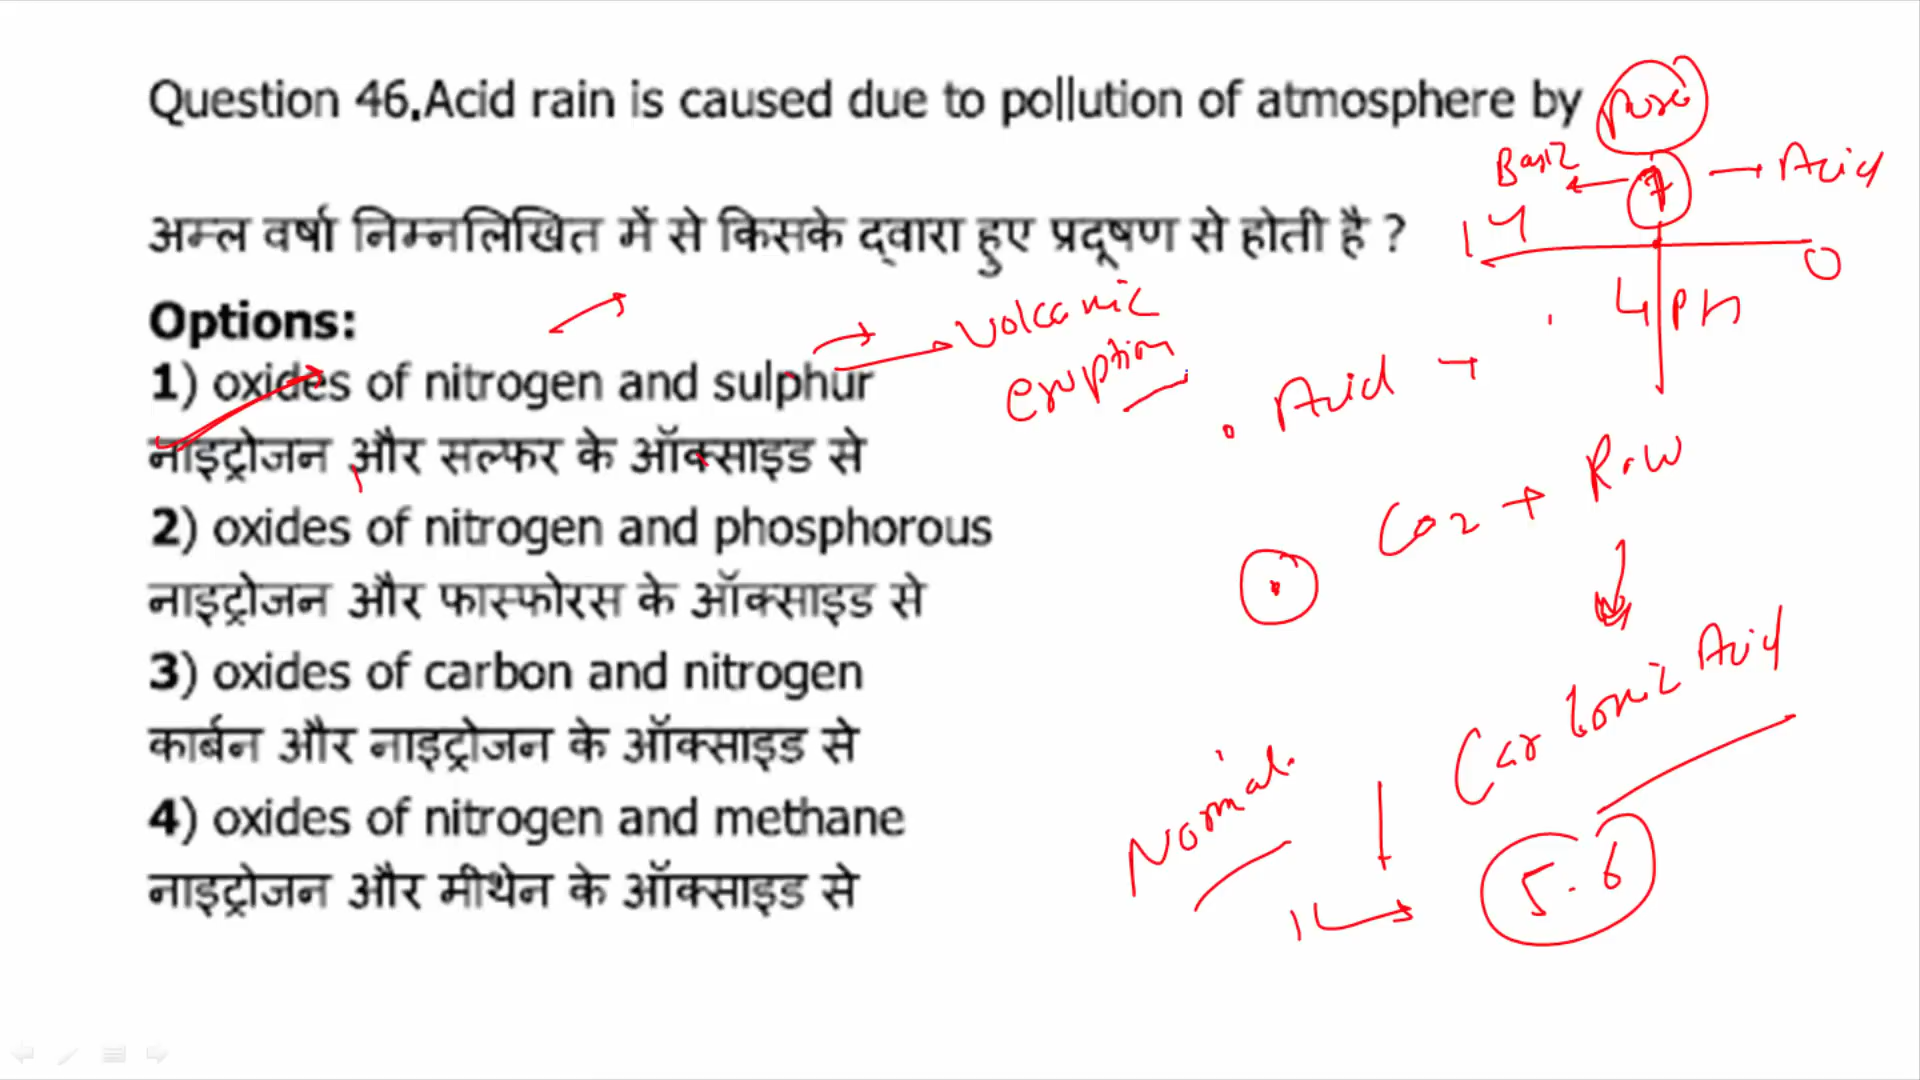 Question 46.Acid rain is caused due to pollution of atmosphere by
अम्ल वर्षा निम्नलिखित में से किसके द्वारा हुए प्रदूषण से होती है ?
Options:
1) oxides of nitrogen and sulphur
नाइट्रोजन और सल्फर के ऑक्साइड से
2) oxides of nitrogen and phosphorous
नाइट्रोजन और फास्फोरस के ऑक्साइड से
3) oxides of carbon and nitrogen
कार्बन और नाइट्रोजन के ऑक्साइड से
4) oxides of nitrogen and methane
नाइट्रोजन और मीथेन के ऑक्साइड से
7
Acid
14
0
4 PH
Volcanic
eruption
Acid
CO2 + R.W
Carbonic Acid
Normal
5.6